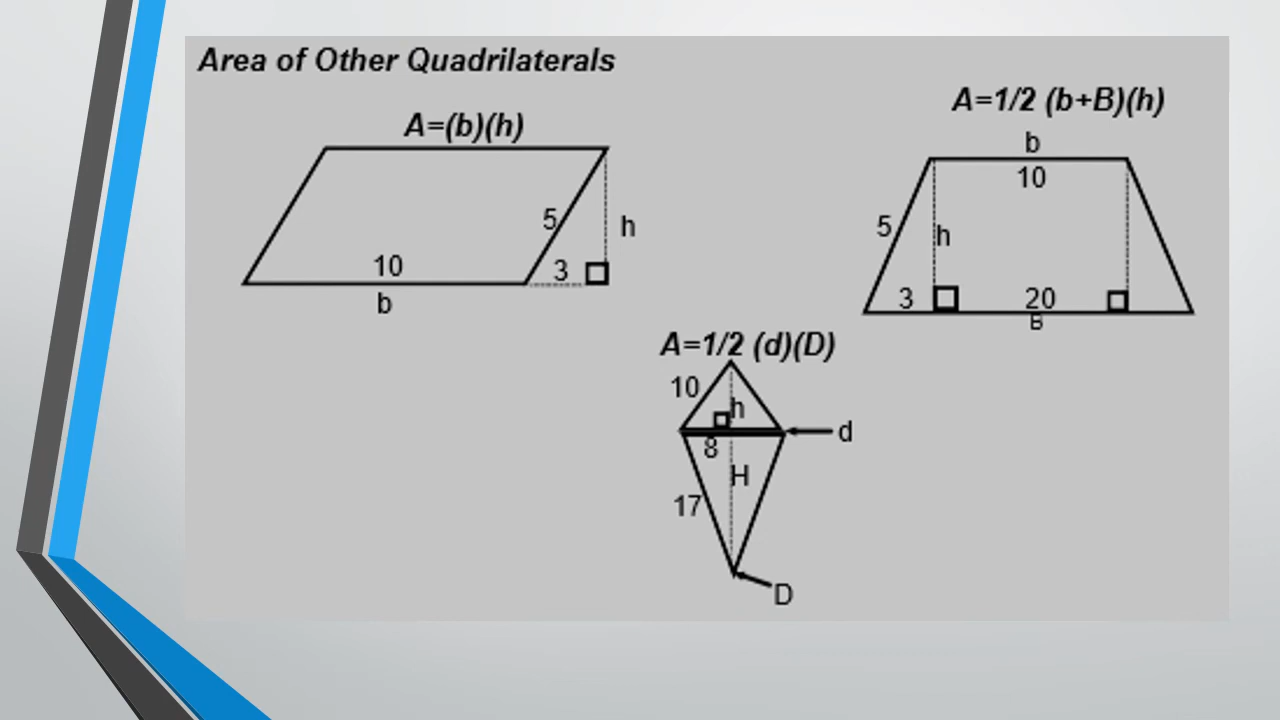 Area of Other Quadrilaterals
A=(b)(h)
5
h
10
3
b
A=1/2 (b+B)(h)
b
10
5
h
3
20
B
A=1/2 (d)(D)
10
h
d
8
H
17
D